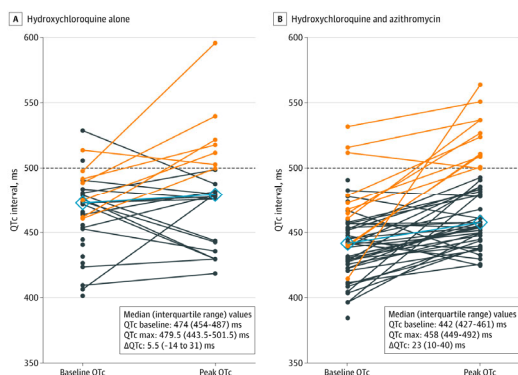 A Hydroxychloroquine alone
600
550
500
450
400
350
QTc interval, ms
Baseline QTc
Peak QTc
Median (interquartile range) values
QTc baseline: 474 (454-487) ms
QTc max: 479.5 (443.5-501.5) ms
ΔQTc: 5.5 (-14 to 31) ms
B Hydroxychloroquine and azithromycin
600
550
500
450
400
350
QTc interval, ms
Baseline QTc
Peak QTc
Median (interquartile range) values
QTc baseline: 442 (427-461) ms
QTc max: 458 (449-492) ms
ΔQTc: 23 (10-40) ms